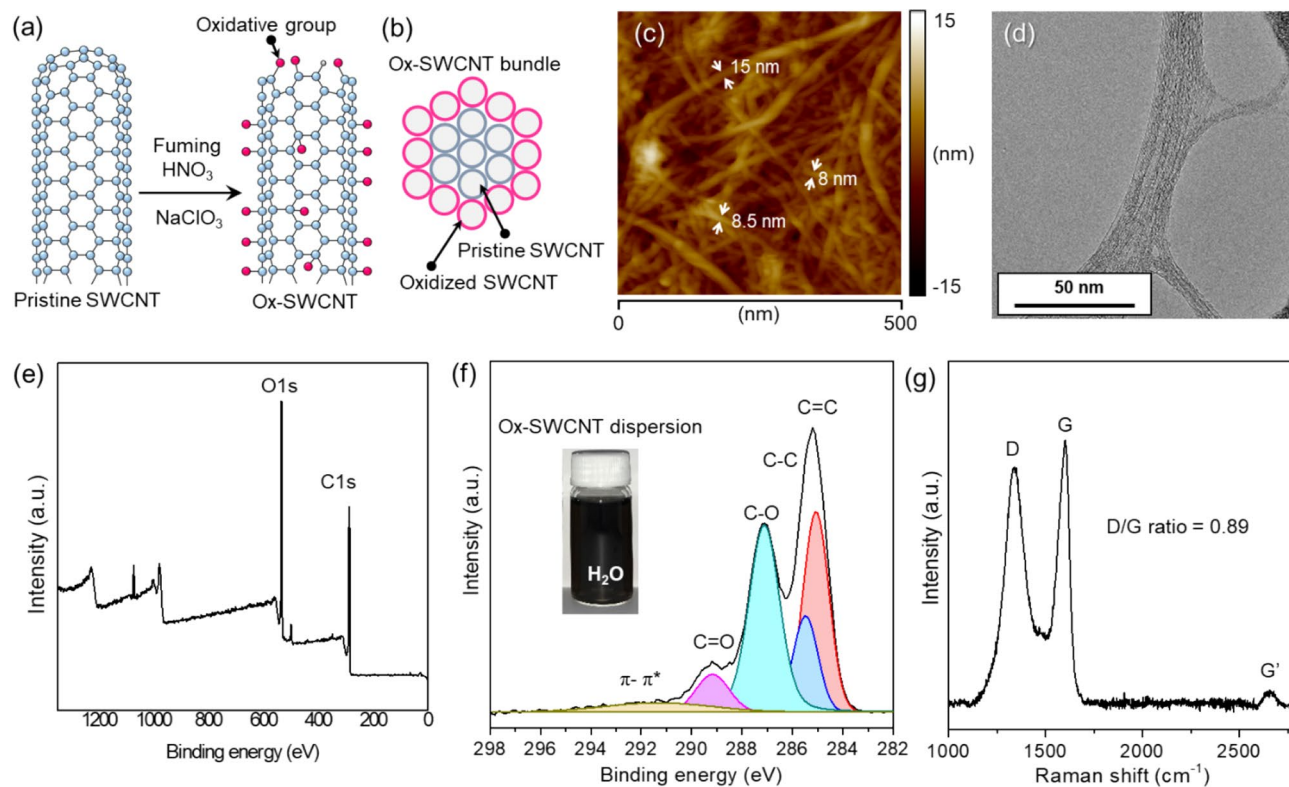 (a)
Oxidative group
Fuming
HNO₃
NaClO₃
Pristine SWCNT
Ox-SWCNT
(b)
Ox-SWCNT bundle
Pristine SWCNT
Oxidized SWCNT
(c)
15 nm
8 nm
8.5 nm
0
(nm)
500
15
(nm)
-15
(d)
50 nm
(e)
O1s
C1s
Intensity (a.u.)
1200 1000 800 600 400 200 0
Binding energy (eV)
(f)
Ox-SWCNT dispersion
H₂O
C=C
C-C
C-O
C=O
π- π*
Intensity (a.u.)
298 296 294 292 290 288 286 284 282
Binding energy (eV)
(g)
D
G
D/G ratio = 0.89
G'
Intensity (a.u.)
1000 1500 2000 2500
Raman shift (cm⁻¹)